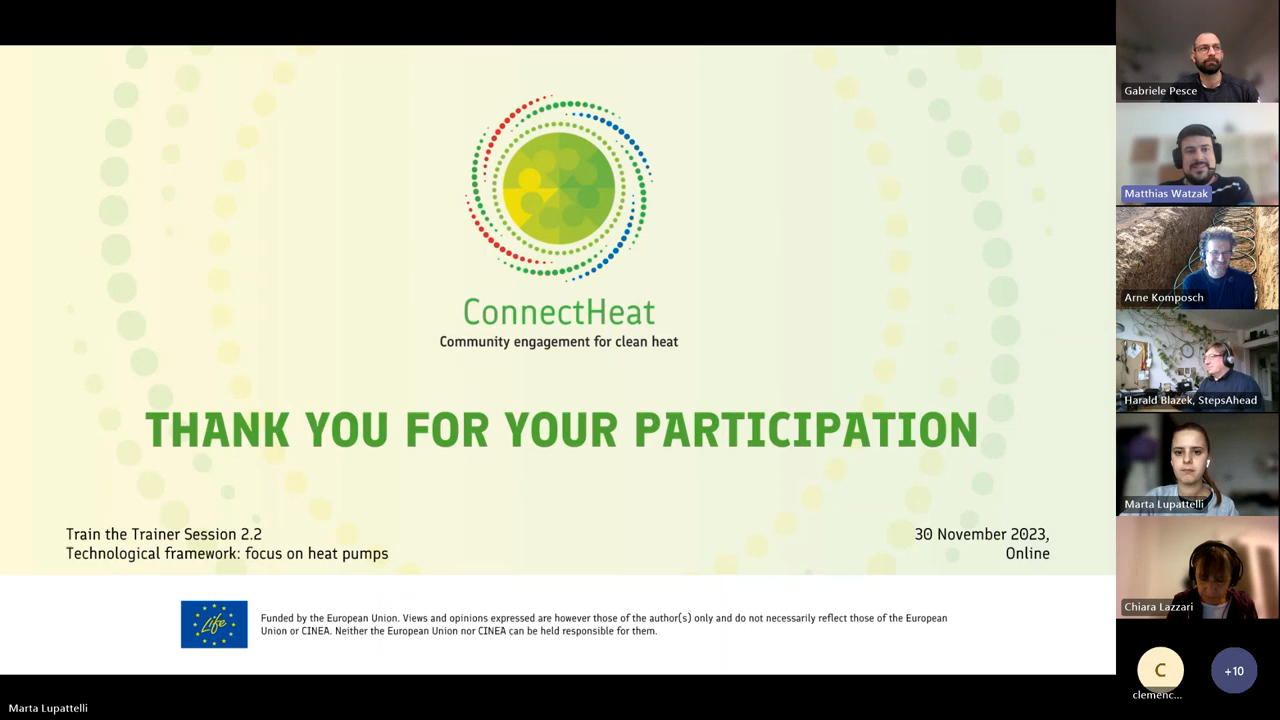 ConnectHeat
Community engagement for clean heat
THANK YOU FOR YOUR PARTICIPATION
Train the Trainer Session 2.2
Technological framework: focus on heat pumps
30 November 2023,
Online
Life
Funded by the European Union. Views and opinions expressed are however those of the author(s) only and do not necessarily reflect those of the European
Union or CINEA. Neither the European Union nor CINEA can be held responsible for them.
Marta Lupattelli
Gabriele Pesce
Matthias Watzak
Arne Komposch
Harald Blazek, StepsAhead
Marta Lupattelli
Chiara Lazzari
C
+10
clemenc...